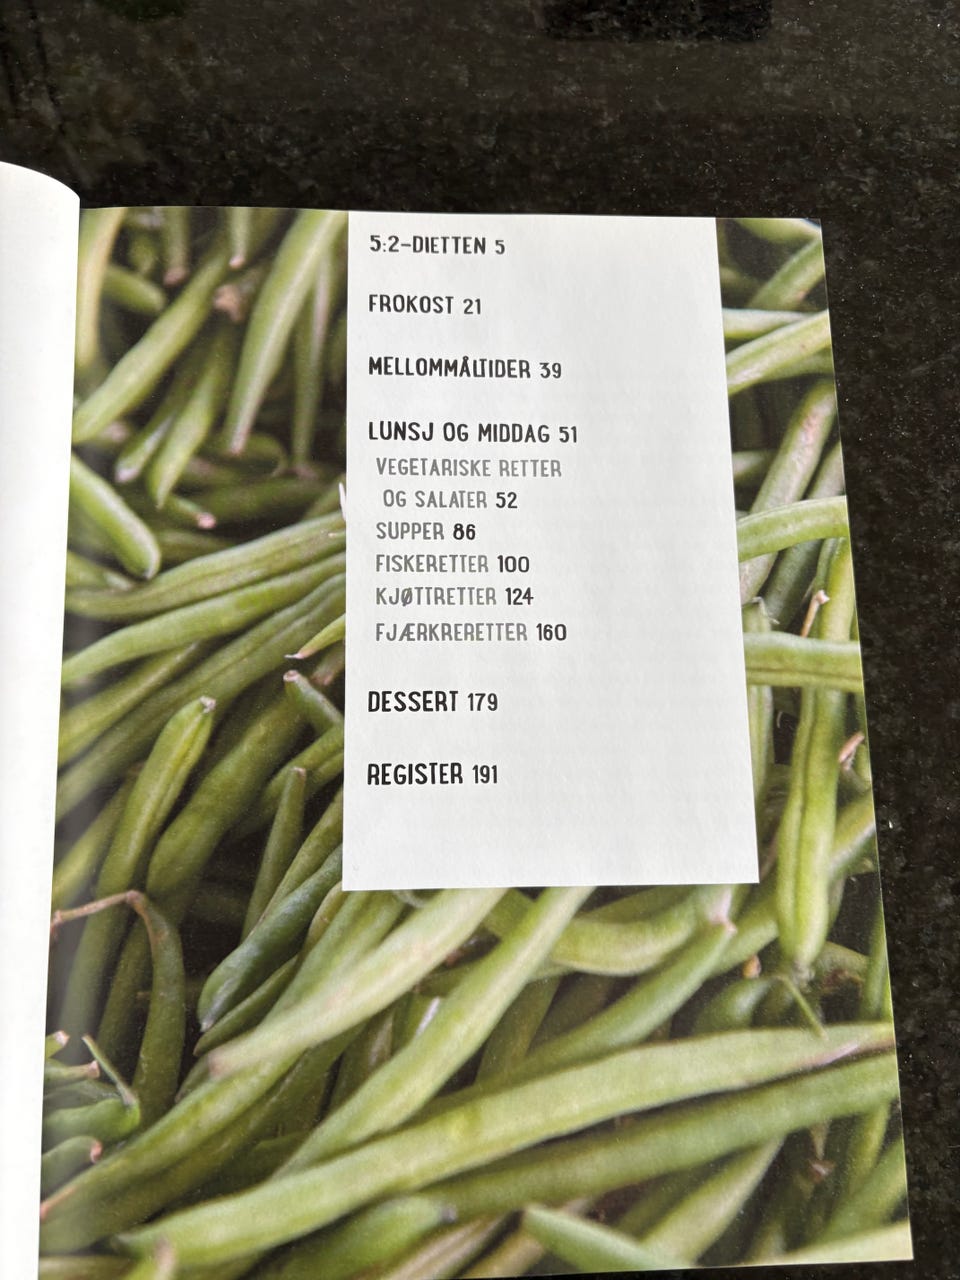 5:2-DIETTEN 5
FROKOST 21
MELLOMMÅLTIDER 39
LUNSJ OG MIDDAG 51
VEGETARISKE RETTER
OG SALATER 52
SUPPER 86
FISKERETTER 100
KJØTTRETTER 124
FJÆRKRERETTER 160
DESSERT 179
REGISTER 191